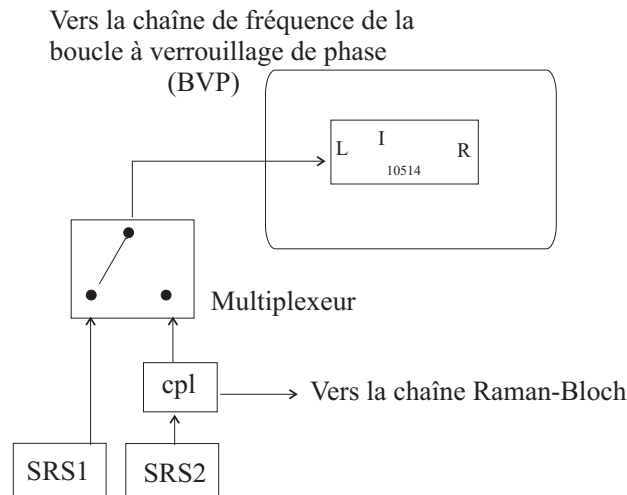 Vers la chaîne de fréquence de la
boucle à verrouillage de phase
(BVP)
L
I
R
10514
Multiplexeur
cpl
Vers la chaîne Raman-Bloch
SRS1
SRS2